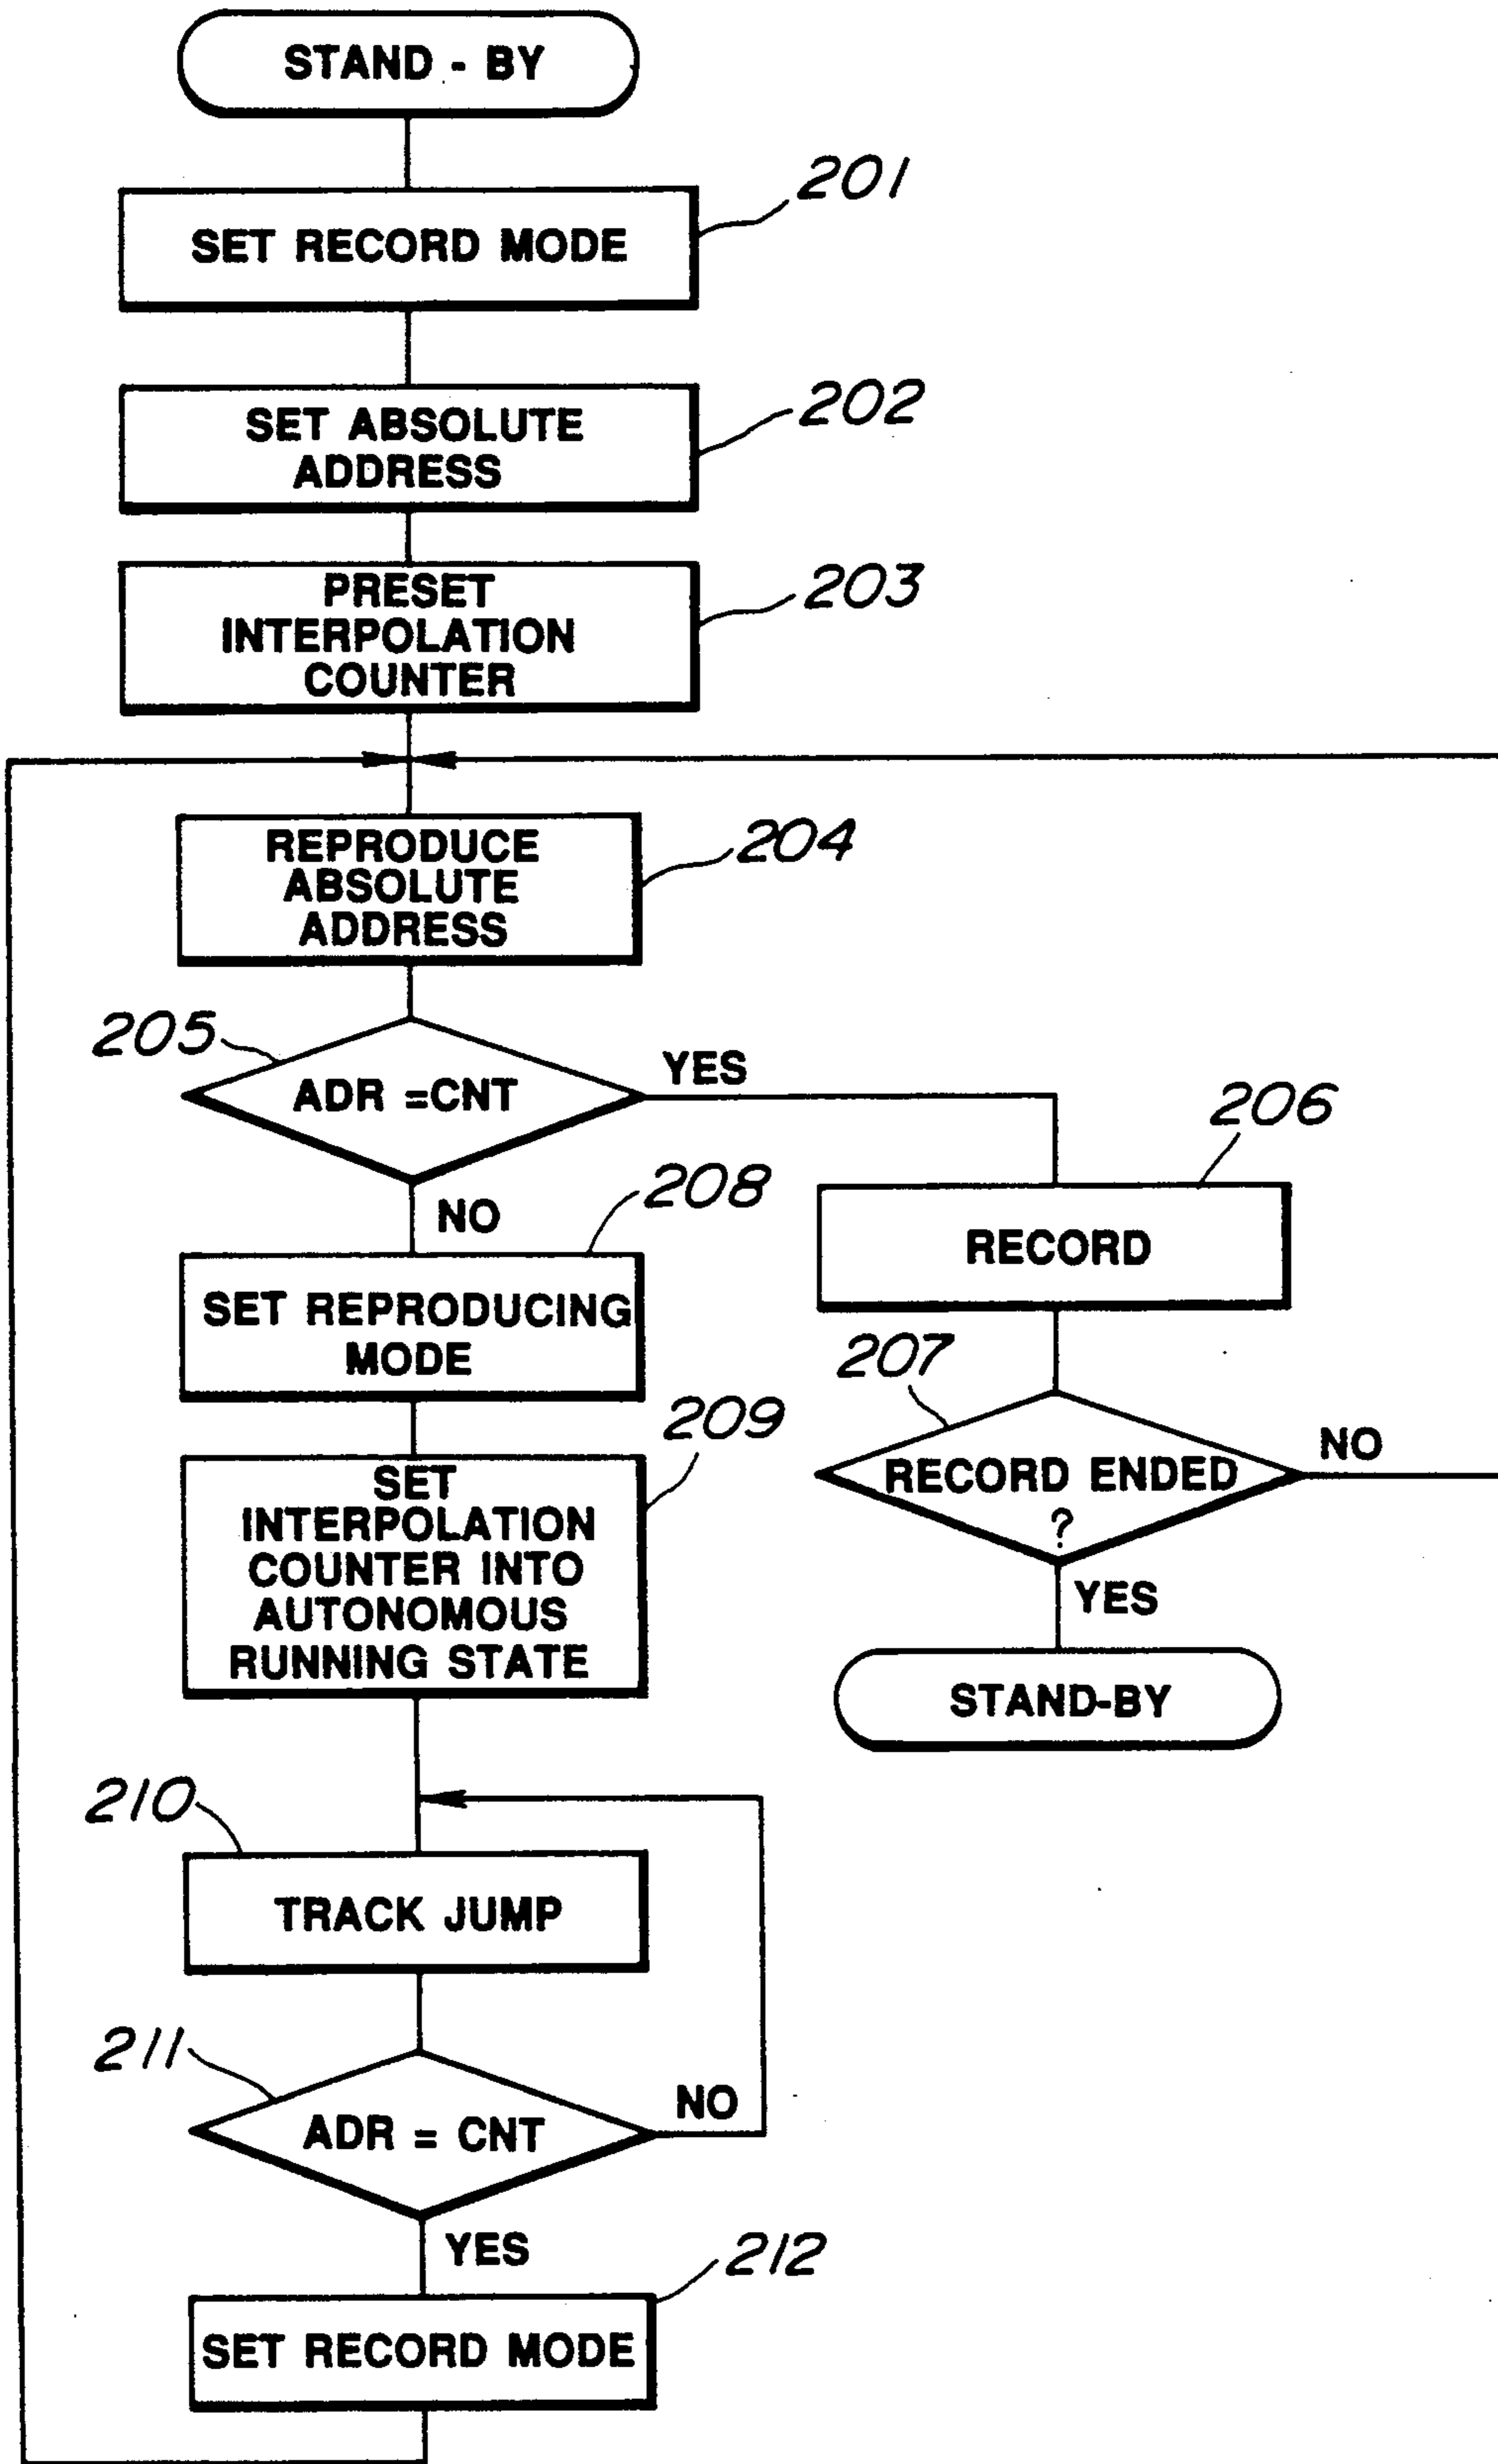 STAND - BY
201
SET RECORD MODE
202
SET ABSOLUTE
ADDRESS
203
PRESET
INTERPOLATION
COUNTER
204
REPRODUCE
ABSOLUTE
ADDRESS
205
ADR =CNT
YES
206
NO
208
RECORD
SET REPRODUCING
MODE
207
209
RECORD ENDED
?
NO
SET
INTERPOLATION
COUNTER INTO
AUTONOMOUS
RUNNING STATE
YES
STAND-BY
210
TRACK JUMP
211
ADR = CNT
NO
YES
212
SET RECORD MODE